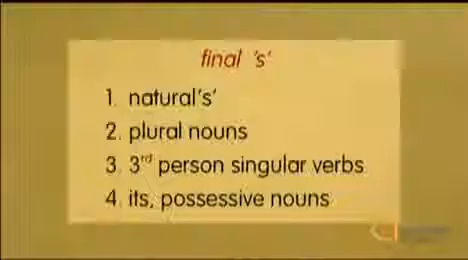 final 's'
1. natural's'
2. plural nouns
3. 3rd person singular verbs
4. its, possessive nouns